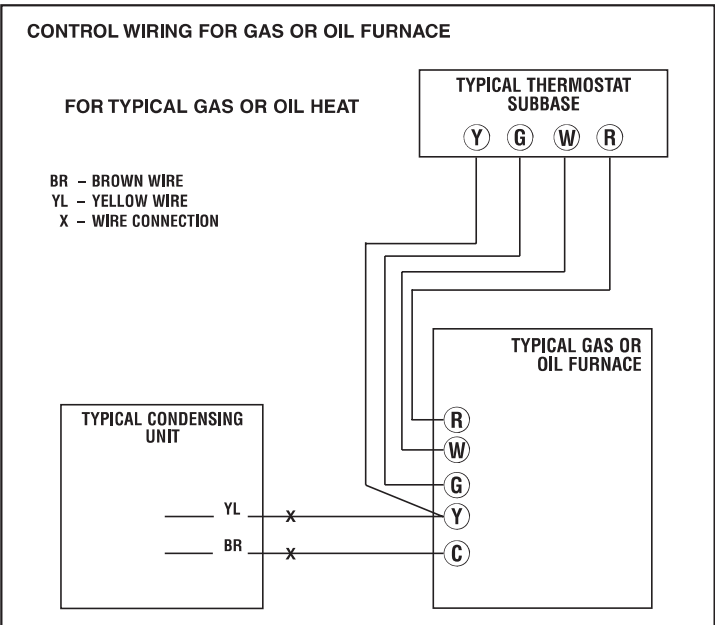 CONTROL WIRING FOR GAS OR OIL FURNACE
FOR TYPICAL GAS OR OIL HEAT
BR – BROWN WIRE
YL – YELLOW WIRE
X – WIRE CONNECTION
TYPICAL THERMOSTAT
SUBBASE
Y G W R
TYPICAL GAS OR
OIL FURNACE
R
W
G
Y
C
TYPICAL CONDENSING
UNIT
YL X
BR X